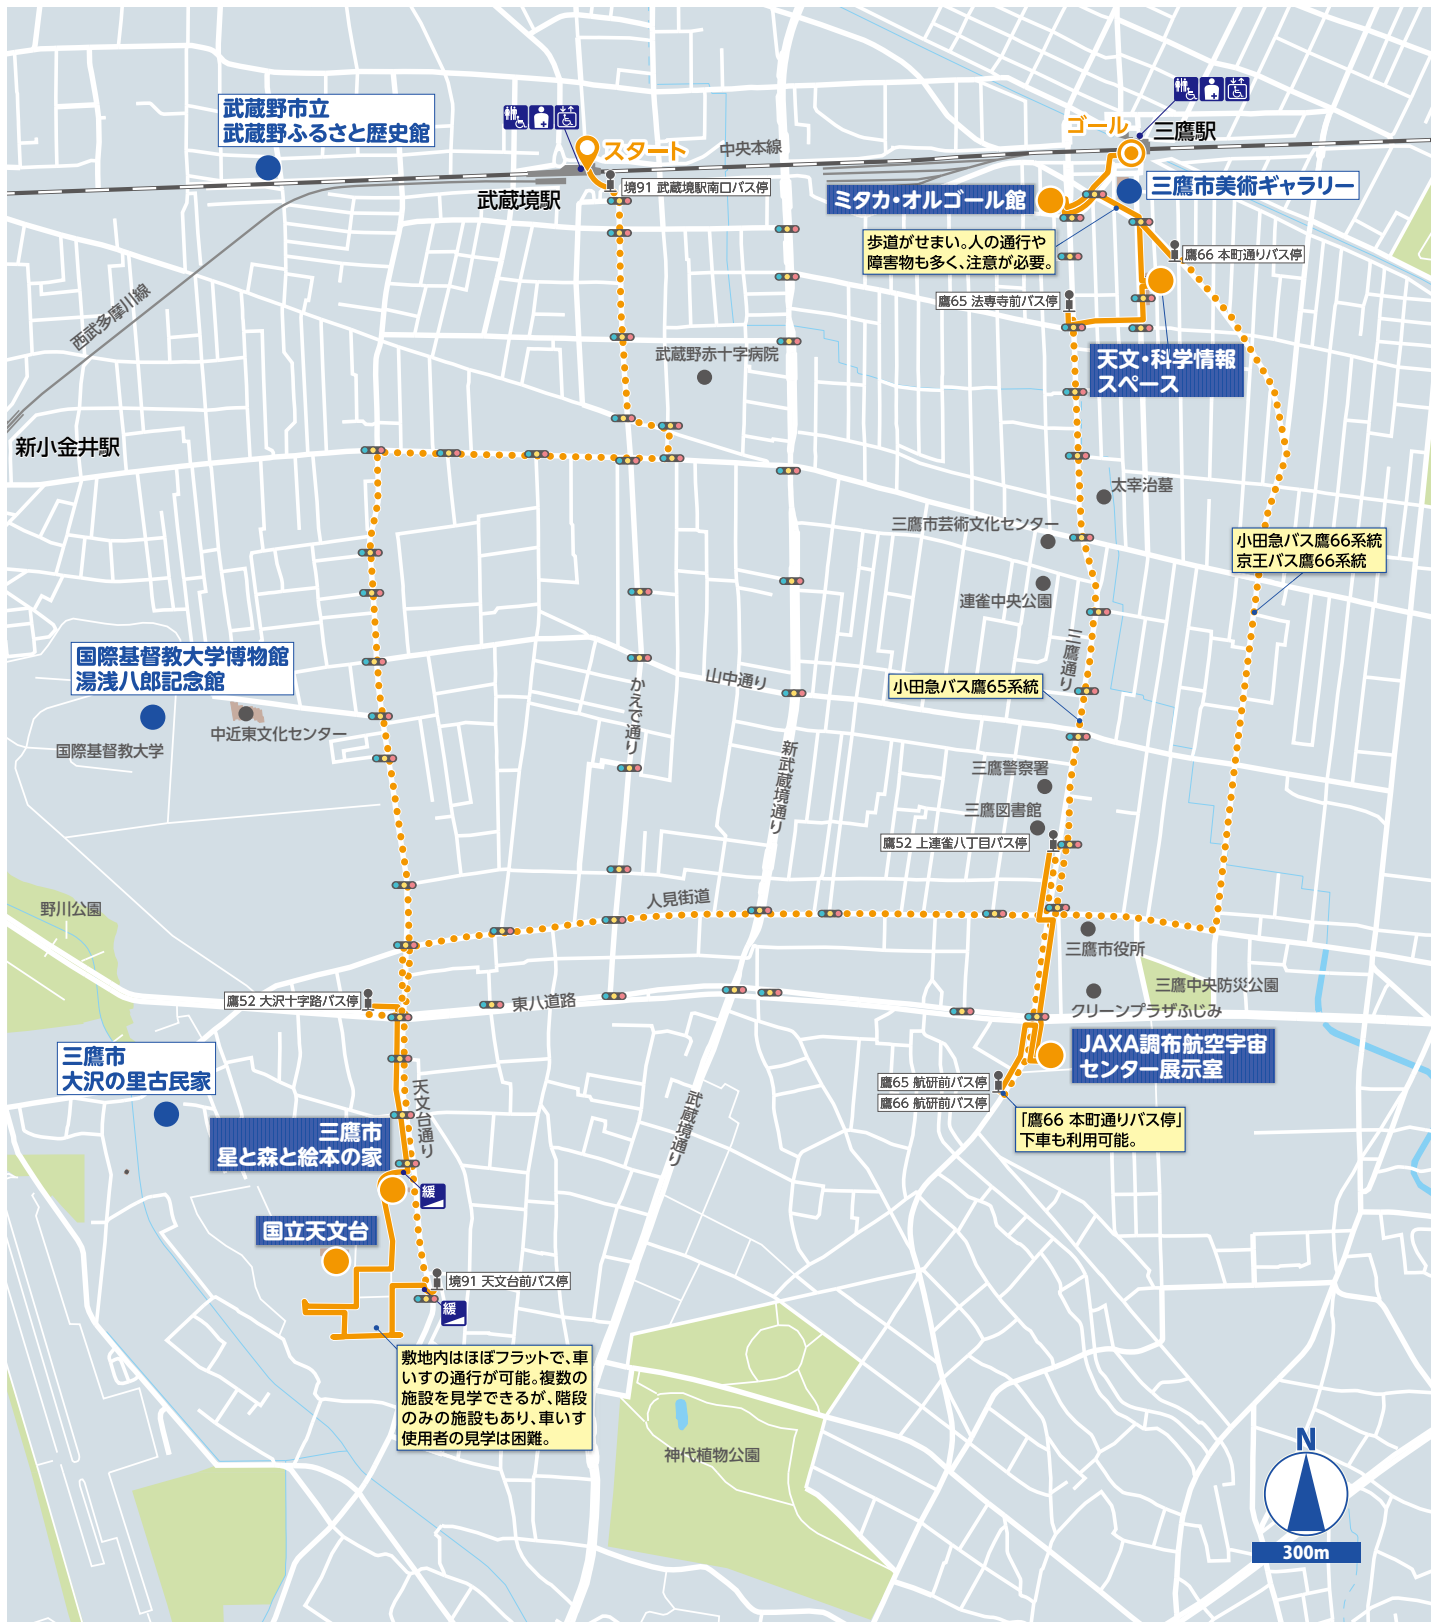 武蔵野市立
武蔵野ふるさと歴史館
スタート
中央本線
ゴール
三鷹駅
武蔵境駅
境91 武蔵境駅南口バス停
ミタカ・オルゴール館
三鷹市美術ギャラリー
歩道がせまい。人の通行や
障害物も多く、注意が必要。
鷹66 本町通りバス停
鷹65 法専寺前バス停
西武多摩川線
武蔵野赤十字病院
天文・科学情報
スペース
新小金井駅
太宰治墓
三鷹市芸術文化センター
小田急バス鷹66系統
京王バス鷹66系統
連雀中央公園
三鷹通り
国際基督教大学博物館
湯浅八郎記念館
山中通り
小田急バス鷹65系統
かえで通り
中近東文化センター
国際基督教大学
新武蔵境通り
三鷹警察署
三鷹図書館
鷹52 上連雀八丁目バス停
人見街道
野川公園
三鷹市役所
三鷹中央防災公園
クリーンプラザふじみ
鷹52 大沢十字路バス停
東八道路
三鷹市
大沢の里古民家
JAXA調布航空宇宙
センター展示室
鷹65 航研前バス停
鷹66 航研前バス停
「鷹66 本町通りバス停」
下車も利用可能。
天文台通り
武蔵境通り
三鷹市
星と森と絵本の家
緩
国立天文台
境91 天文台前バス停
緩
敷地内はほぼフラットで、車
いすの通行が可能。複数の
施設を見学できるが、階段
のみの施設もあり、車いす
使用者の見学は困難。
神代植物公園
N
300m